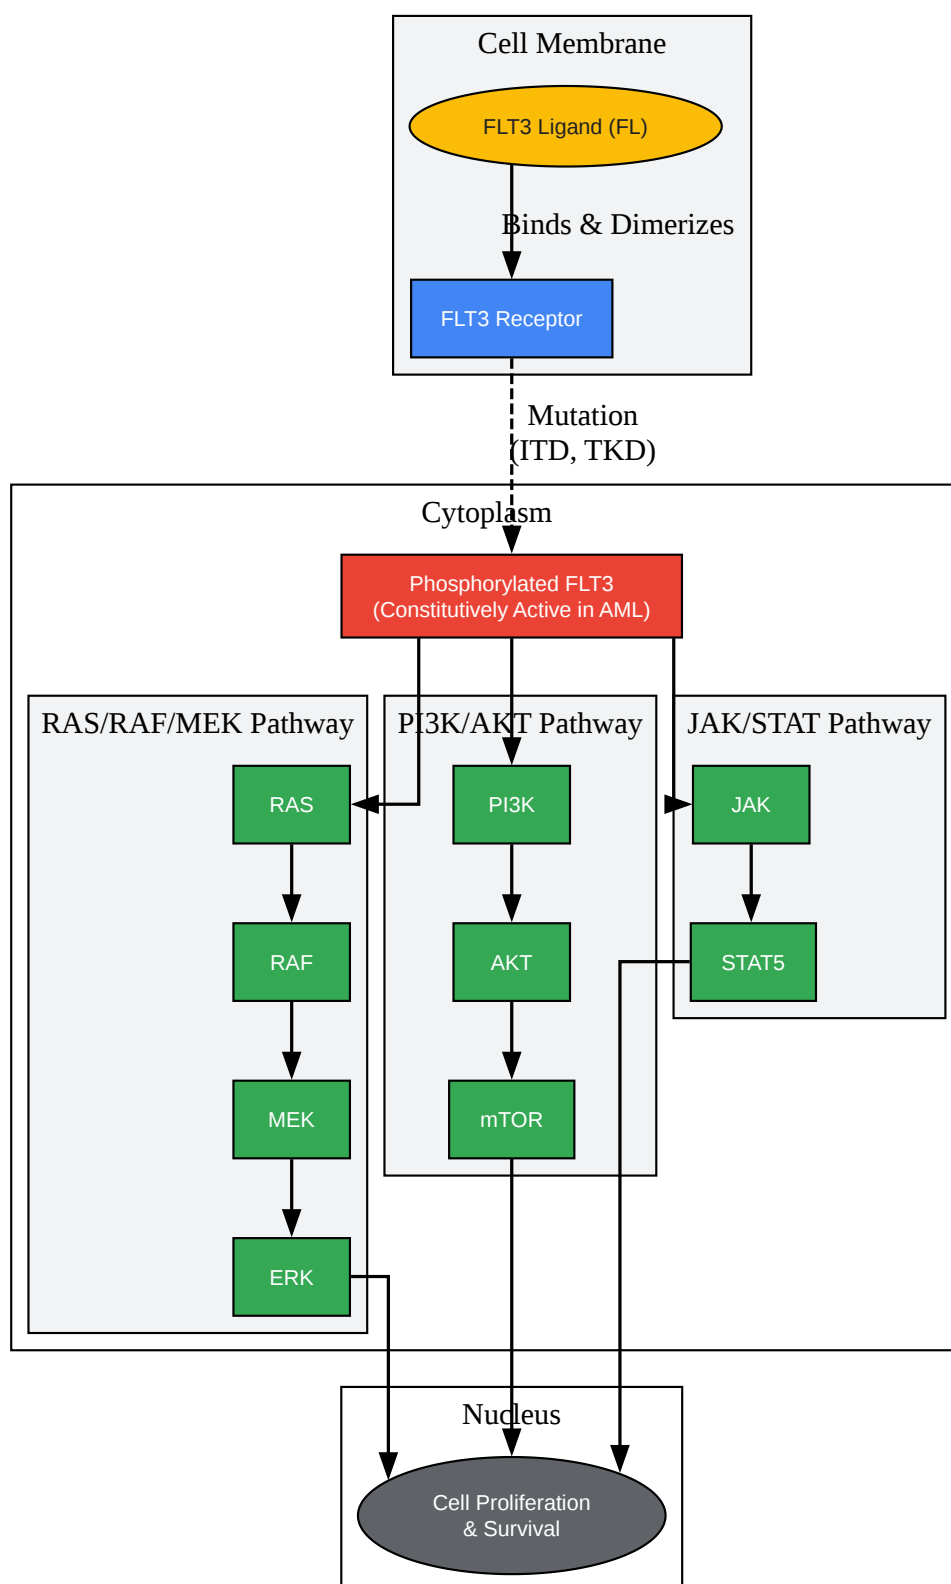 Cell Membrane
FLT3 Ligand (FL)
Binds & Dimerizes
FLT3 Receptor
Mutation
(ITD, TKD)
Cytoplasm
Phosphorylated FLT3
(Constitutively Active in AML)
RAS/RAF/MEK Pathway
PI3K/AKT Pathway
JAK/STAT Pathway
RAS
PI3K
JAK
RAF
AKT
STAT5
MEK
mTOR
ERK
Nucleus
Cell Proliferation
& Survival